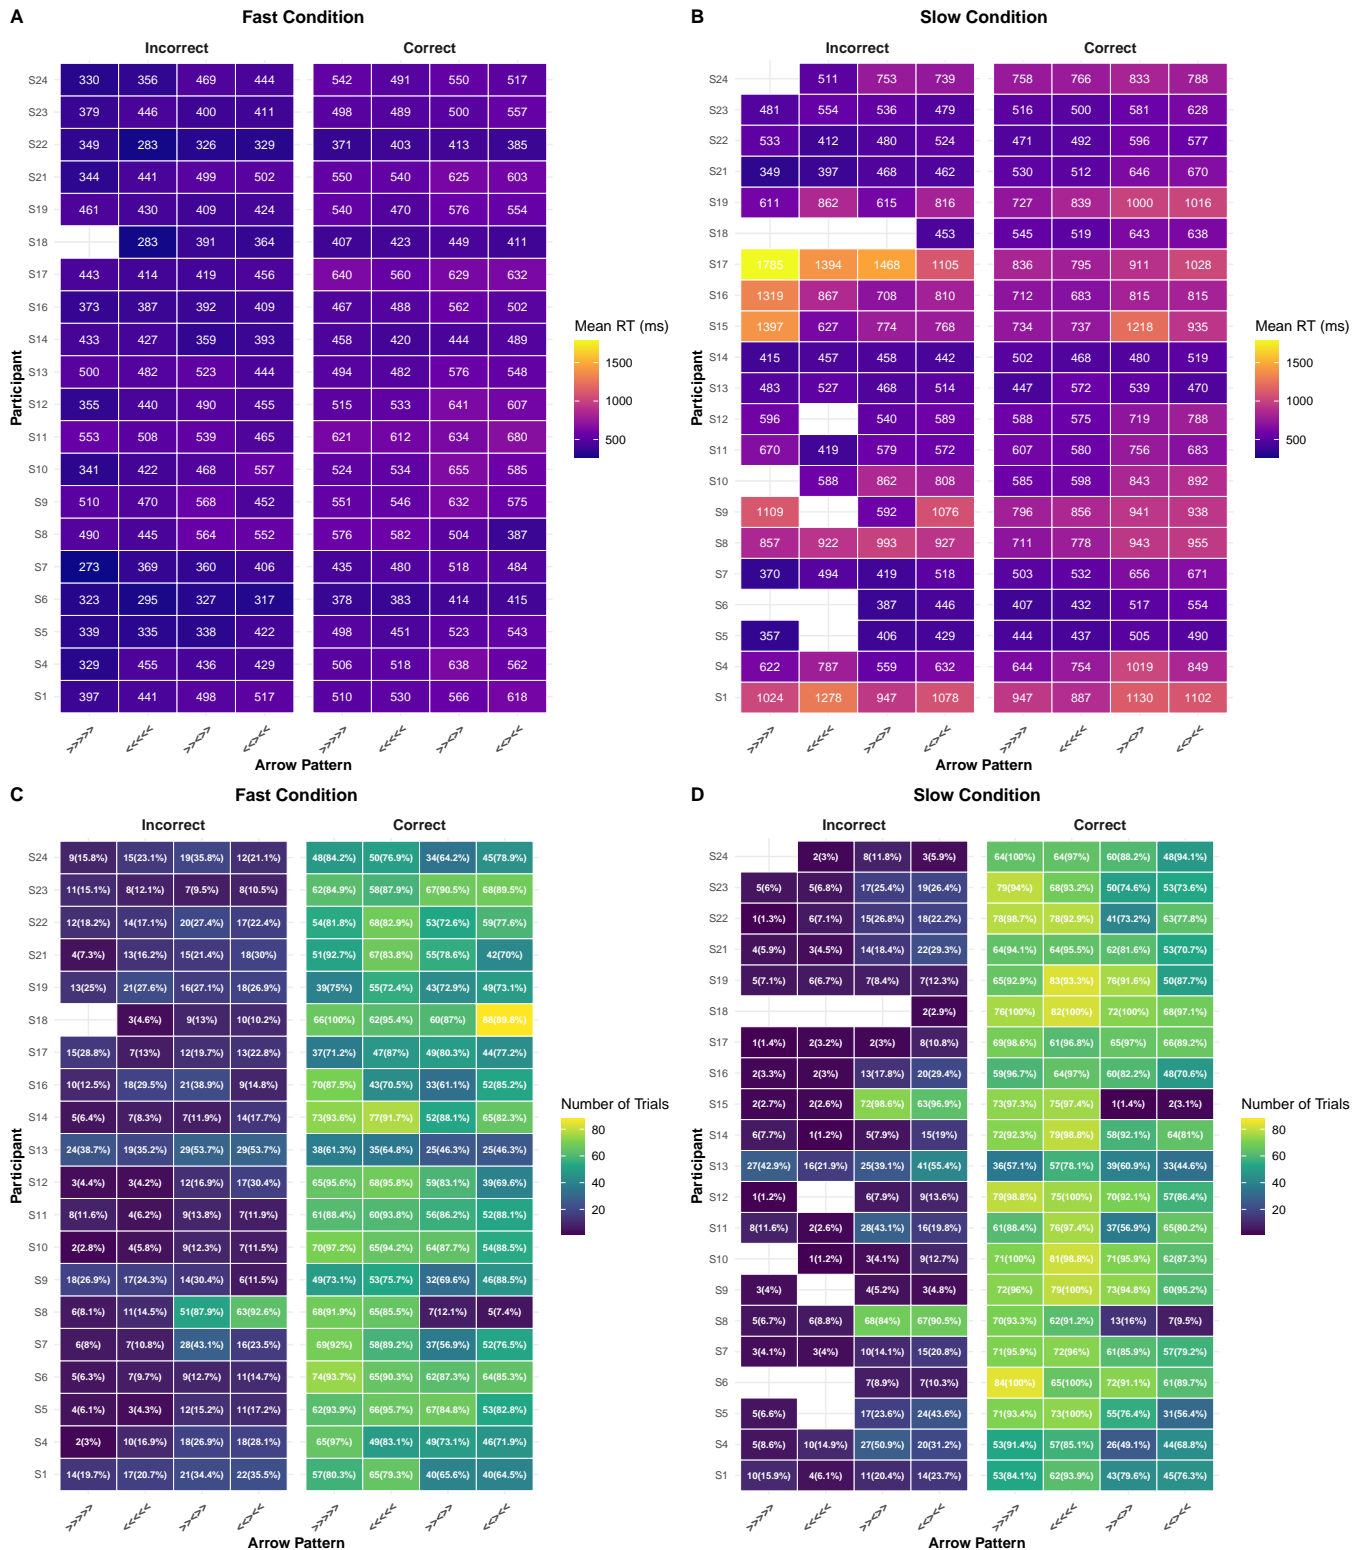 A
Fast Condition
Incorrect Correct
S24 330 356 469 444 542 491 550 517
S23 379 446 400 411 498 489 500 557
S22 349 283 326 329 371 403 413 385
S21 344 441 499 502 550 540 625 603
S19 461 430 409 424 540 470 576 554
S18 283 391 364 407 423 449 411
S17 443 414 419 456 640 560 629 632
S16 373 387 392 409 467 488 562 502
S14 433 427 359 393 458 420 444 489
S13 500 482 523 444 494 482 576 548
S12 355 440 490 455 515 533 641 607
S11 553 508 539 465 621 612 634 680
S10 341 422 468 557 524 534 655 585
S9 510 470 568 452 551 546 632 575
S8 490 445 564 552 576 582 504 387
S7 273 369 360 406 435 480 518 484
S6 323 295 327 317 378 383 414 415
S5 339 335 338 422 498 451 523 543
S4 329 455 436 429 506 518 638 562
S1 397 441 498 517 510 530 566 618
>>>>> <<<<< >><>> <<><< >>>>> <<<<< >><>> <<><<
Arrow Pattern
Participant
Mean RT (ms)
1500
1000
500
B
Slow Condition
Incorrect Correct
S24 511 753 739 758 766 833 788
S23 481 554 536 479 516 500 581 628
S22 533 412 480 524 471 492 596 577
S21 349 397 468 462 530 512 646 670
S19 611 862 615 816 727 839 1000 1016
S18 453 545 519 643 638
S17 1785 1394 1468 1105 836 795 911 1028
S16 1319 867 708 810 712 683 815 815
S15 1397 627 774 768 734 737 1218 935
S14 415 457 458 442 502 468 480 519
S13 483 527 468 514 447 572 539 470
S12 596 540 589 588 575 719 788
S11 670 419 579 572 607 580 756 683
S10 588 862 808 585 598 843 892
S9 1109 592 1076 796 856 941 938
S8 857 922 993 927 711 778 943 955
S7 370 494 419 518 503 532 656 671
S6 387 446 407 432 517 554
S5 357 406 429 444 437 505 490
S4 622 787 559 632 644 754 1019 849
S1 1024 1278 947 1078 947 887 1130 1102
>>>>> <<<<< >><>> <<><< >>>>> <<<<< >><>> <<><<
Arrow Pattern
Participant
Mean RT (ms)
1500
1000
500
C
Fast Condition
Incorrect Correct
S24 9(15.8%) 15(23.1%) 19(35.8%) 12(21.1%) 48(84.2%) 50(76.9%) 34(64.2%) 45(78.9%)
S23 11(15.1%) 8(12.1%) 7(9.5%) 8(10.5%) 62(84.9%) 58(87.9%) 67(90.5%) 68(89.5%)
S22 12(18.2%) 14(17.1%) 20(27.4%) 17(22.4%) 54(81.8%) 68(82.9%) 53(72.6%) 59(77.6%)
S21 4(7.3%) 13(16.2%) 15(21.4%) 18(30%) 51(92.7%) 67(83.8%) 55(78.6%) 42(70%)
S19 13(25%) 21(27.6%) 16(27.1%) 18(26.9%) 39(75%) 55(72.4%) 43(72.9%) 49(73.1%)
S18 3(4.6%) 9(13%) 10(10.2%) 66(100%) 62(95.4%) 60(87%) 88(89.8%)
S17 15(28.8%) 7(13%) 12(19.7%) 13(22.8%) 37(71.2%) 47(87%) 49(80.3%) 44(77.2%)
S16 10(12.5%) 18(29.5%) 21(38.9%) 9(14.8%) 70(87.5%) 43(70.5%) 33(61.1%) 52(85.2%)
S14 5(6.4%) 7(8.3%) 7(11.9%) 14(17.7%) 73(93.6%) 77(91.7%) 52(88.1%) 65(82.3%)
S13 24(38.7%) 19(35.2%) 29(53.7%) 29(53.7%) 38(61.3%) 35(64.8%) 25(46.3%) 25(46.3%)
S12 3(4.4%) 3(4.2%) 12(16.9%) 17(30.4%) 65(95.6%) 68(95.8%) 59(83.1%) 39(69.6%)
S11 8(11.6%) 4(6.2%) 9(13.8%) 7(11.9%) 61(88.4%) 60(93.8%) 56(86.2%) 52(88.1%)
S10 2(2.8%) 4(5.8%) 9(12.3%) 7(11.5%) 70(97.2%) 65(94.2%) 64(87.7%) 54(88.5%)
S9 18(26.9%) 17(24.3%) 14(30.4%) 6(11.5%) 49(73.1%) 53(75.7%) 32(69.6%) 46(88.5%)
S8 6(8.1%) 11(14.5%) 51(87.9%) 63(92.6%) 68(91.9%) 65(85.5%) 7(12.1%) 5(7.4%)
S7 6(8%) 7(10.8%) 28(43.1%) 16(23.5%) 69(92%) 58(89.2%) 37(56.9%) 52(76.5%)
S6 5(6.3%) 7(9.7%) 9(12.7%) 11(14.7%) 74(93.7%) 65(90.3%) 62(87.3%) 64(85.3%)
S5 4(6.1%) 3(4.3%) 12(15.2%) 11(17.2%) 62(93.9%) 66(95.7%) 67(84.8%) 53(82.8%)
S4 2(3%) 10(16.9%) 18(26.9%) 18(28.1%) 65(97%) 49(83.1%) 49(73.1%) 46(71.9%)
S1 14(19.7%) 17(20.7%) 21(34.4%) 22(35.5%) 57(80.3%) 65(79.3%) 40(65.6%) 40(64.5%)
>>>>> <<<<< >><>> <<><< >>>>> <<<<< >><>> <<><<
Arrow Pattern
Participant
Number of Trials
80
60
40
20
D
Slow Condition
Incorrect Correct
S24 2(3%) 8(11.8%) 3(5.9%) 64(100%) 64(97%) 60(88.2%) 48(94.1%)
S23 5(6%) 5(6.8%) 17(25.4%) 19(26.4%) 79(94%) 68(93.2%) 50(74.6%) 53(73.6%)
S22 1(1.3%) 6(7.1%) 15(26.8%) 18(22.2%) 78(98.7%) 78(92.9%) 41(73.2%) 63(77.8%)
S21 4(5.9%) 3(4.5%) 14(18.4%) 22(29.3%) 64(94.1%) 64(95.5%) 62(81.6%) 53(70.7%)
S19 5(7.1%) 6(6.7%) 7(8.4%) 7(12.3%) 65(92.9%) 83(93.3%) 76(91.6%) 50(87.7%)
S18 2(2.9%) 76(100%) 82(100%) 72(100%) 68(97.1%)
S17 1(1.4%) 2(3.2%) 2(3%) 8(10.8%) 69(98.6%) 61(96.8%) 65(97%) 66(89.2%)
S16 2(3.3%) 2(3%) 13(17.8%) 20(29.4%) 59(96.7%) 64(97%) 60(82.2%) 48(70.6%)
S15 2(2.7%) 2(2.6%) 72(98.6%) 63(96.9%) 73(97.3%) 75(97.4%) 1(1.4%) 2(3.1%)
S14 6(7.7%) 1(1.2%) 5(7.9%) 15(19%) 72(92.3%) 79(98.8%) 58(92.1%) 64(81%)
S13 27(42.9%) 16(21.9%) 25(39.1%) 41(55.4%) 36(57.1%) 57(78.1%) 39(60.9%) 33(44.6%)
S12 1(1.2%) 6(7.9%) 9(13.6%) 79(98.8%) 75(100%) 70(92.1%) 57(86.4%)
S11 8(11.6%) 2(2.6%) 28(43.1%) 16(19.8%) 61(88.4%) 76(97.4%) 37(56.9%) 65(80.2%)
S10 1(1.2%) 3(4.1%) 9(12.7%) 71(100%) 81(98.8%) 71(95.9%) 62(87.3%)
S9 3(4%) 4(5.2%) 3(4.8%) 72(96%) 79(100%) 73(94.8%) 60(95.2%)
S8 5(6.7%) 6(8.8%) 68(84%) 67(90.5%) 70(93.3%) 62(91.2%) 13(16%) 7(9.5%)
S7 3(4.1%) 3(4%) 10(14.1%) 15(20.8%) 71(95.9%) 72(96%) 61(85.9%) 57(79.2%)
S6 7(8.9%) 7(10.3%) 84(100%) 65(100%) 72(91.1%) 61(89.7%)
S5 5(6.6%) 17(23.6%) 24(43.6%) 71(93.4%) 73(100%) 55(76.4%) 31(56.4%)
S4 5(8.6%) 10(14.9%) 27(50.9%) 20(31.2%) 53(91.4%) 57(85.1%) 26(49.1%) 44(68.8%)
S1 10(15.9%) 4(6.1%) 11(20.4%) 14(23.7%) 53(84.1%) 62(93.9%) 43(79.6%) 45(76.3%)
>>>>> <<<<< >><>> <<><< >>>>> <<<<< >><>> <<><<
Arrow Pattern
Participant
Number of Trials
80
60
40
20